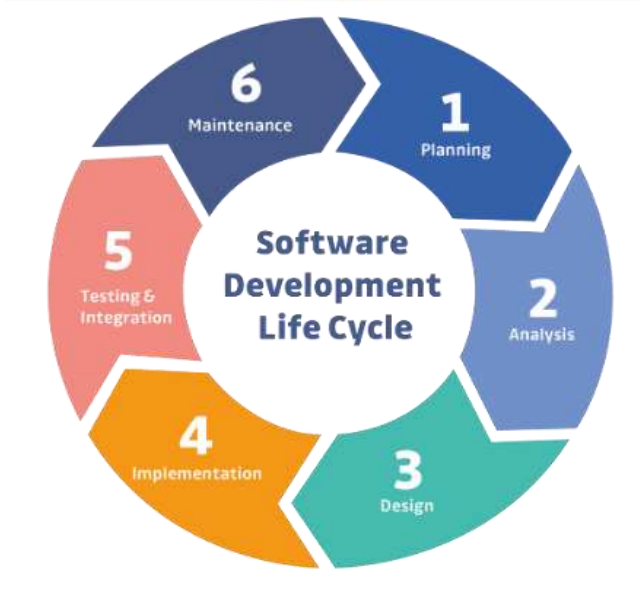 Software
Development
Life Cycle
1
Planning
2
Analysis
3
Design
4
Implementation
5
Testing &
Integration
6
Maintenance